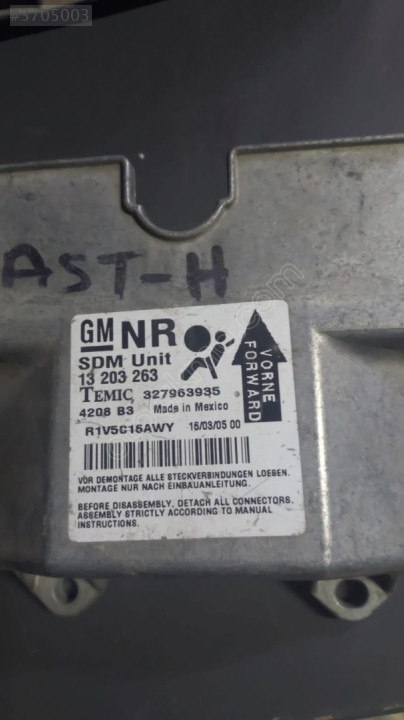 #5705003
AST-H
GM NR
SDM Unit
13 203 263
TEMIC 327963935
4208 B3 Made in Mexico
R1V5C15AWY 15/03/05 00
VORNE
FORWARD
VOR DEMONTAGE ALLE STECKVERBINDUNGEN LOESEN.
MONTAGE NUR NACH EINBAUANLEITUNG.
BEFORE DISASSEMBLY, DETACH ALL CONNECTORS.
ASSEMBLY STRICTLY ACCORDING TO MANUAL
INSTRUCTIONS.